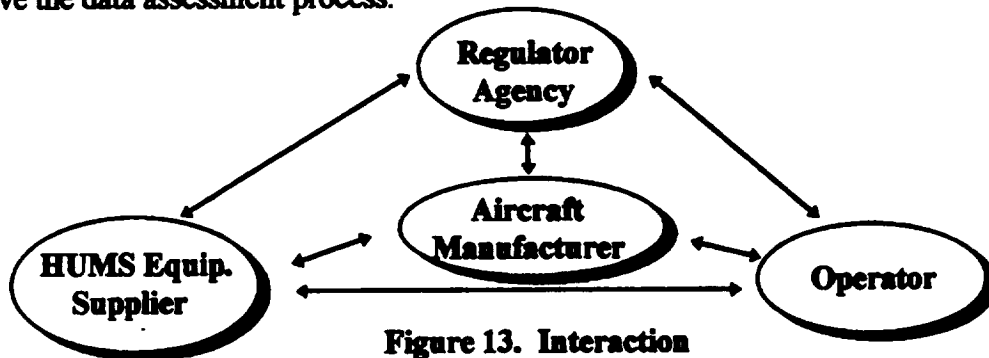 ve the data assessment process.
Regulator
Agency
Aircraft
Manufacturer
HUMS Equip.
Supplier
Operator
Figure 13. Interaction